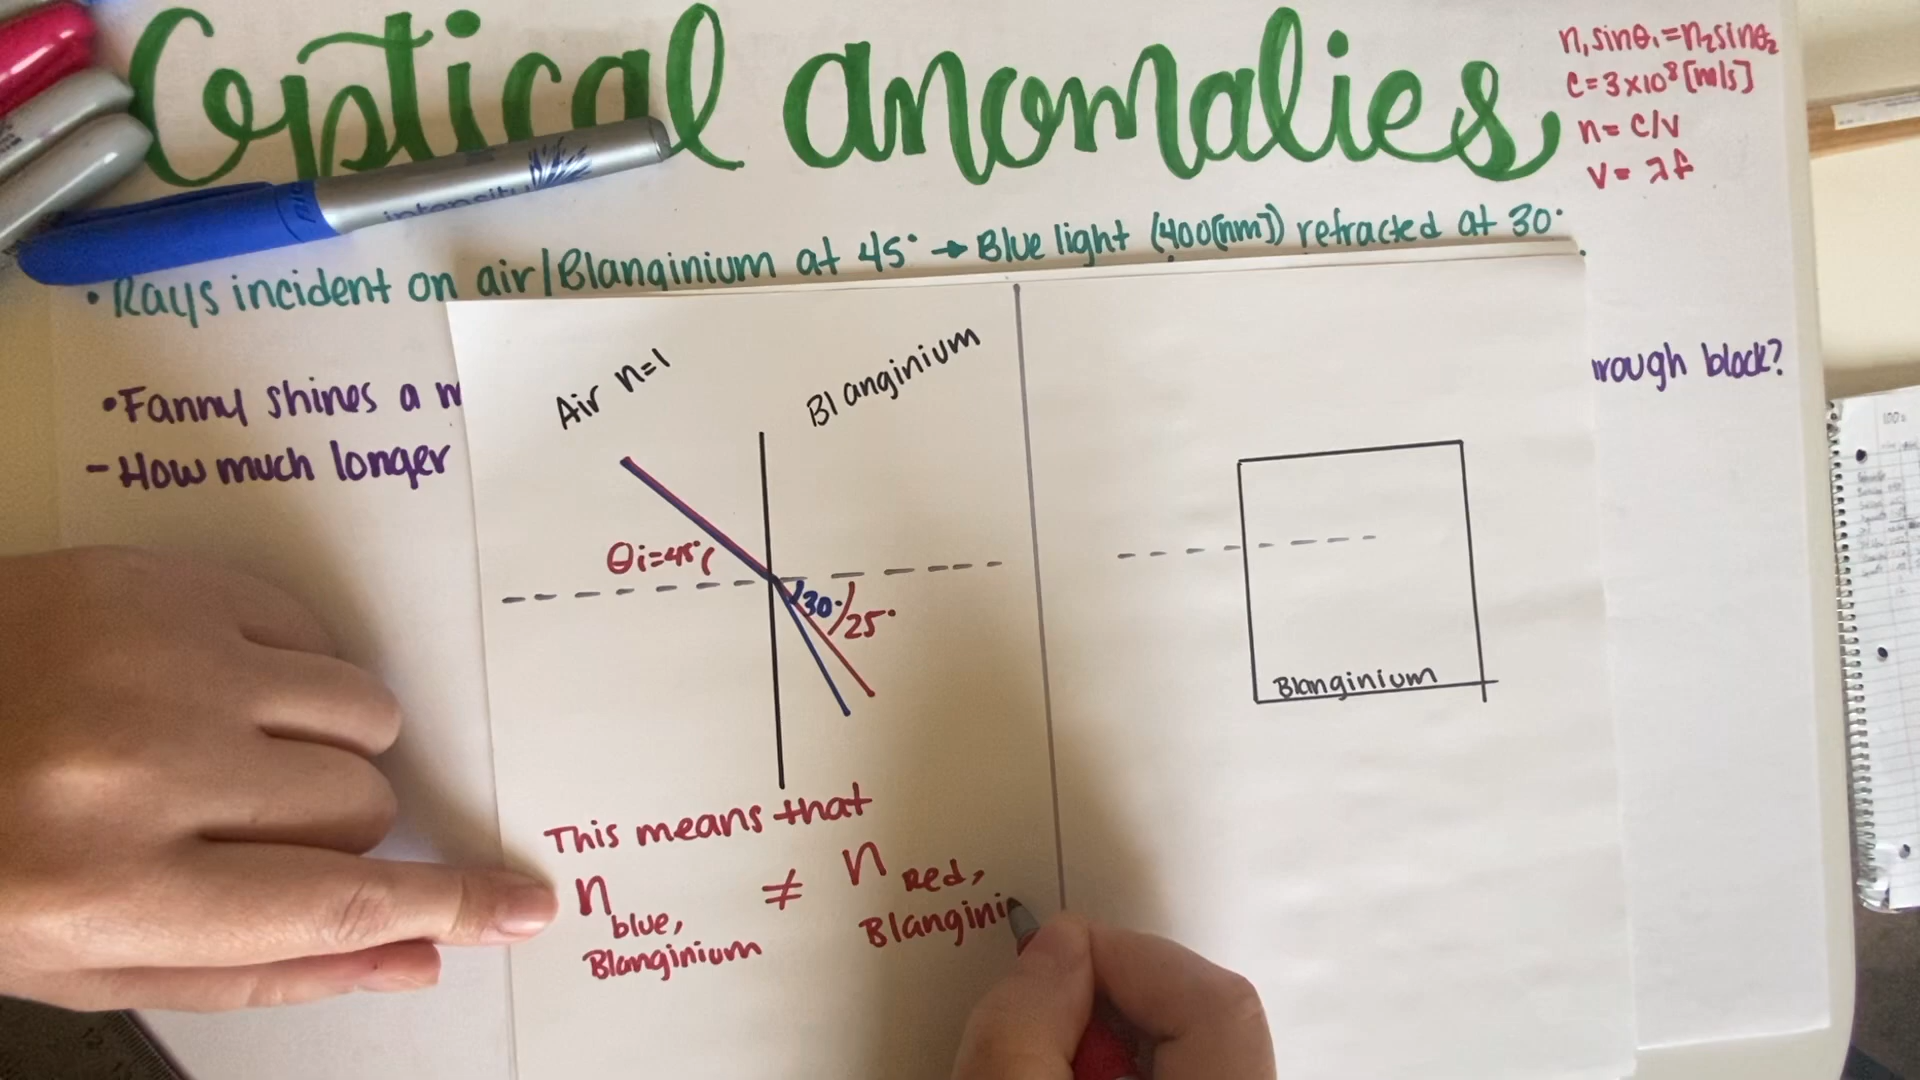 Optical anomalies
n₁sinθ₁=n₂sinθ₂
c=3×10⁸[m/s]
n=c/v
v=λf
intensity
• Rays incident on air/Blanginium at 45° → Blue light (400[nm]) refracted at 30°
• Fanny shines a
rough block?
- How much longer
Air n=1
Blanginium
θi=45°
30°
25°
Blanginium
This means that
n blue, Blanginium ≠ n Red, Blangini